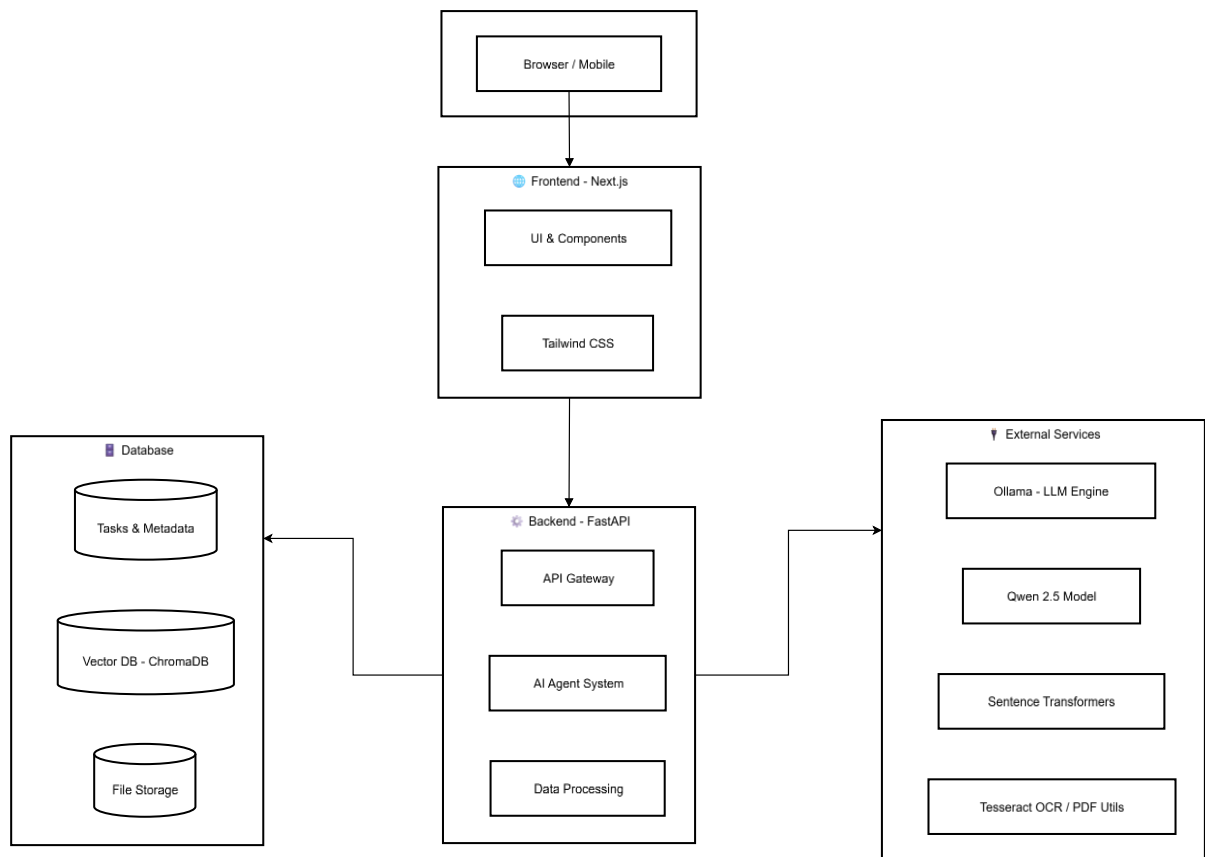 Browser / Mobile
Frontend - Next.js
UI & Components
Tailwind CSS
Database
Tasks & Metadata
Vector DB - ChromaDB
File Storage
Backend - FastAPI
API Gateway
AI Agent System
Data Processing
External Services
Ollama - LLM Engine
Qwen 2.5 Model
Sentence Transformers
Tesseract OCR / PDF Utils